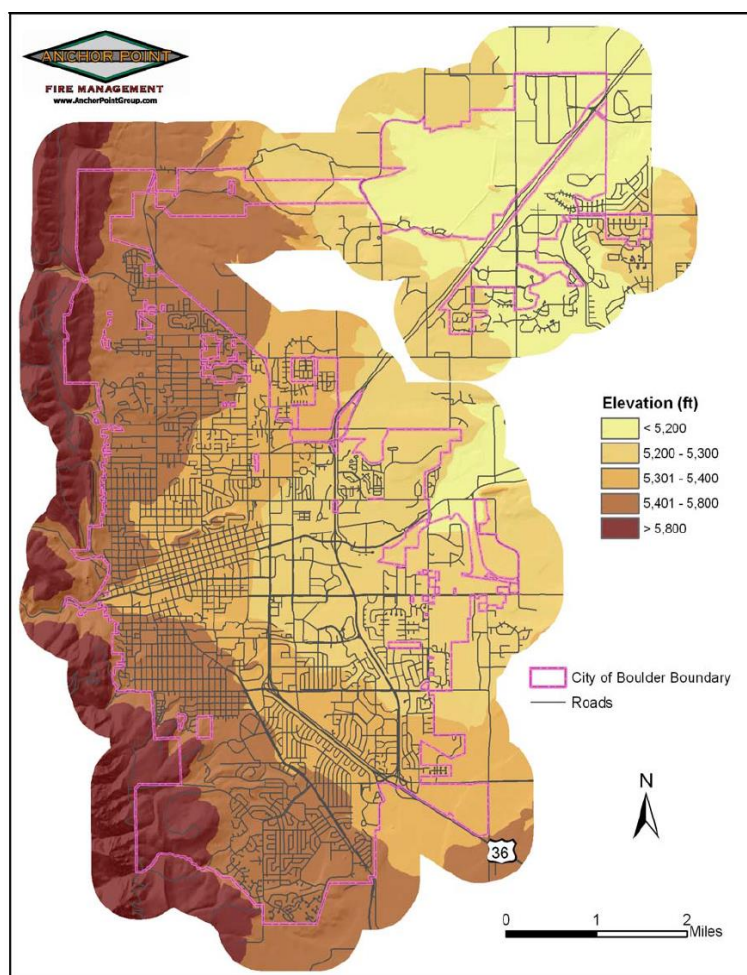 ANCHOR POINT
FIRE MANAGEMENT
www.AnchorPointGroup.com
Elevation (ft)
< 5,200
5,200 - 5,300
5,301 - 5,400
5,401 - 5,800
> 5,800
City of Boulder Boundary
Roads
N
36
0 1 2
Miles